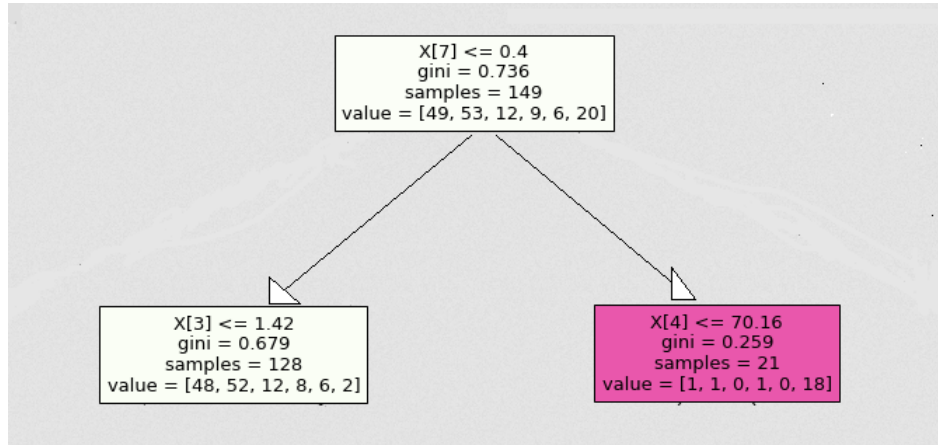 X[7] <= 0.4
gini = 0.736
samples = 149
value = [49, 53, 12, 9, 6, 20]
X[3] <= 1.42
gini = 0.679
samples = 128
value = [48, 52, 12, 8, 6, 2]
X[4] <= 70.16
gini = 0.259
samples = 21
value = [1, 1, 0, 1, 0, 18]